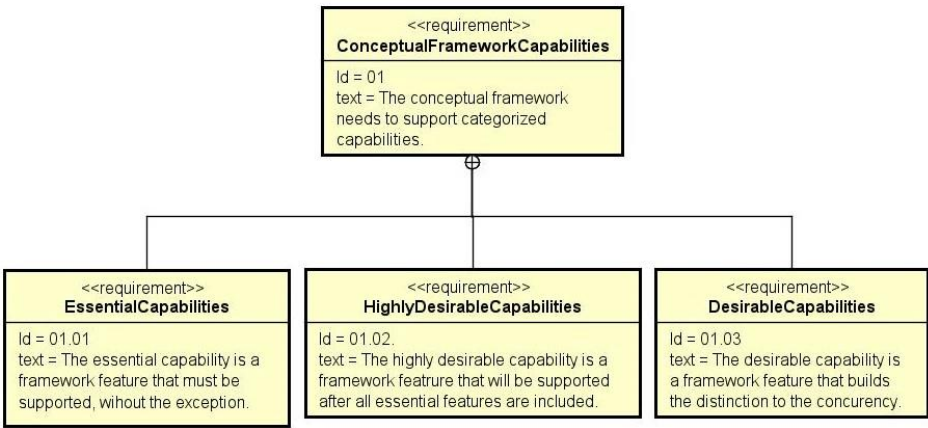 <<requirement>>
ConceptualFrameworkCapabilities
Id = 01
text = The conceptual framework
needs to support categorized
capabilities.
<<requirement>>
EssentialCapabilities
Id = 01.01
text = The essential capability is a
framework feature that must be
supported, wihout the exception.
<<requirement>>
HighlyDesirableCapabilities
Id = 01.02.
text = The highly desirable capability is a
framework featrure that will be supported
after all essential features are included.
<<requirement>>
DesirableCapabilities
Id = 01.03
text = The desirable capability is
a framework feature that builds
the distinction to the concurency.